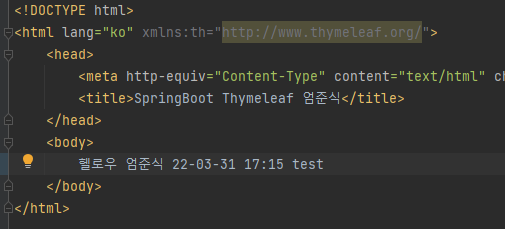 <!DOCTYPE html>
<html lang="ko" xmlns:th="http://www.thymeleaf.org/">
<head>
<meta http-equiv="Content-Type" content="text/html" ch
<title>SpringBoot Thymeleaf 엄준식</title>
</head>
<body>
헬로우 엄준식 22-03-31 17:15 test
</body>
</html>